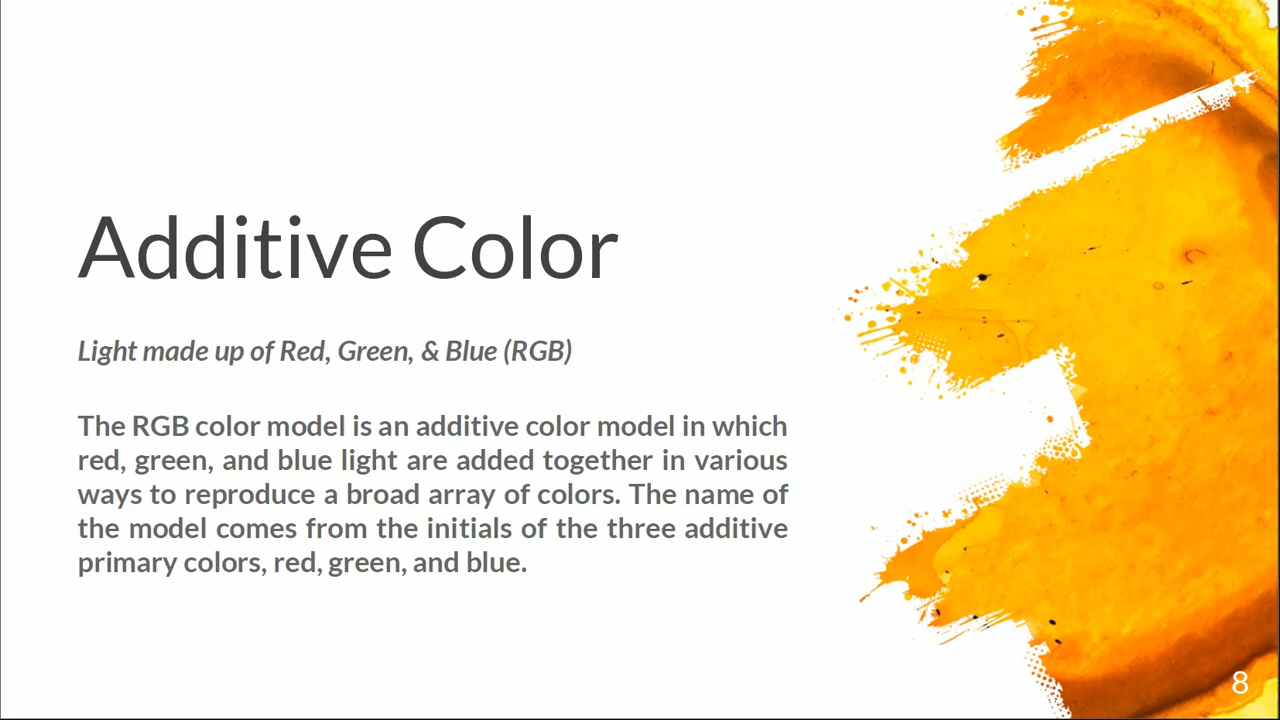 Additive Color
Light made up of Red, Green, & Blue (RGB)
The RGB color model is an additive color model in which
red, green, and blue light are added together in various
ways to reproduce a broad array of colors. The name of
the model comes from the initials of the three additive
primary colors, red, green, and blue.
8